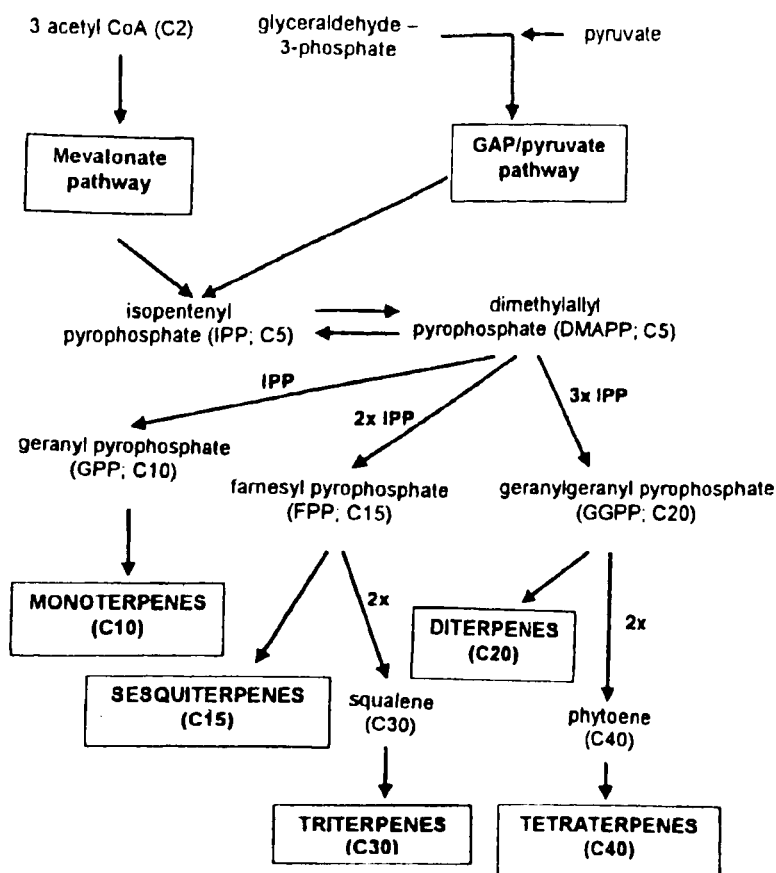 3 acetyl CoA (C2)
glyceraldehyde –
3-phosphate
pyruvate
Mevalonate
pathway
GAP/pyruvate
pathway
isopentenyl
pyrophosphate (IPP; C5)
dimethylallyl
pyrophosphate (DMAPP; C5)
IPP
2x IPP
3x IPP
geranyl pyrophosphate
(GPP; C10)
farnesyl pyrophosphate
(FPP; C15)
geranylgeranyl pyrophosphate
(GGPP; C20)
MONOTERPENES
(C10)
2x
DITERPENES
(C20)
2x
SESQUITERPENES
(C15)
squalene
(C30)
phytoene
(C40)
TRITERPENES
(C30)
TETRATERPENES
(C40)